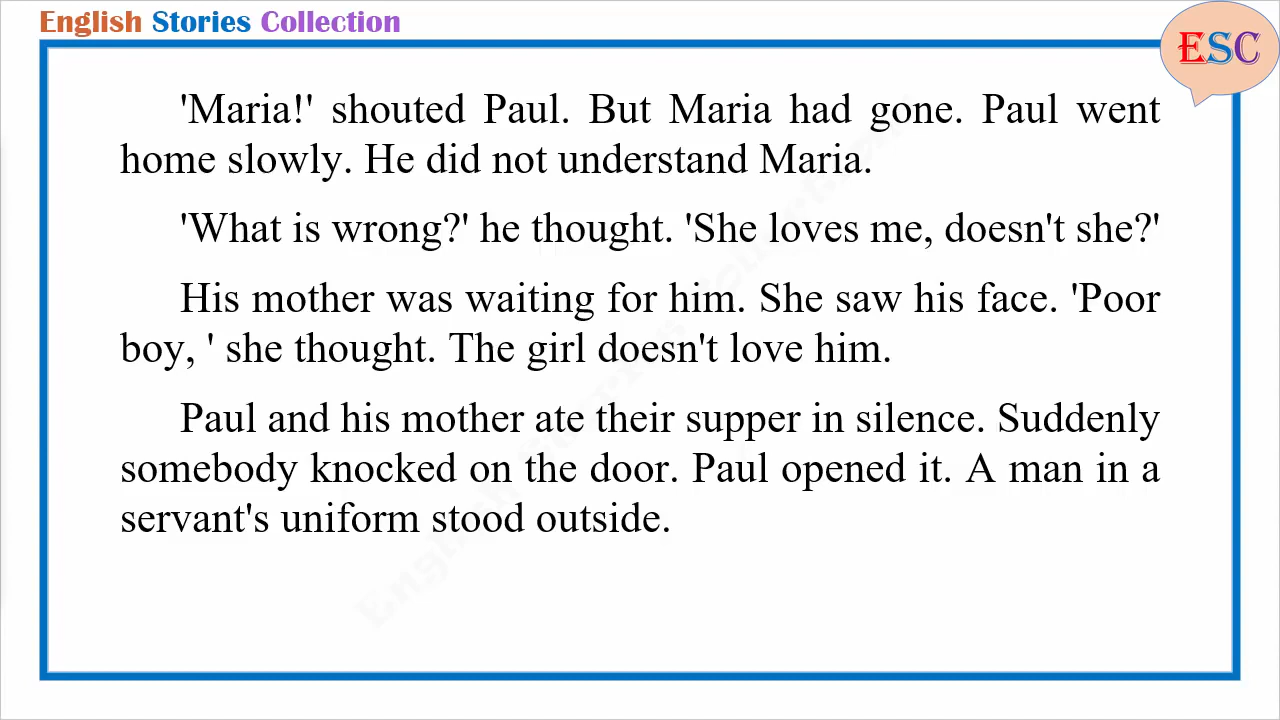 English Stories Collection
ESC
'Maria!' shouted Paul. But Maria had gone. Paul went
home slowly. He did not understand Maria.
'What is wrong?' he thought. 'She loves me, doesn't she?'
His mother was waiting for him. She saw his face. 'Poor
boy, ' she thought. The girl doesn't love him.
Paul and his mother ate their supper in silence. Suddenly
somebody knocked on the door. Paul opened it. A man in a
servant's uniform stood outside.